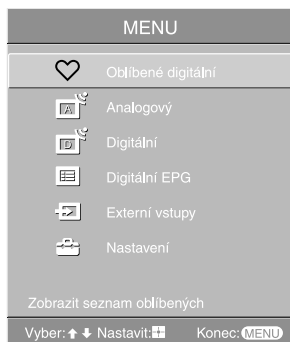 MENU
Oblíbené digitální
A Analogový
D Digitální
Digitální EPG
Externí vstupy
Nastavení
Zobrazit seznam oblíbených
Vyber: Nastavit: Konec: MENU